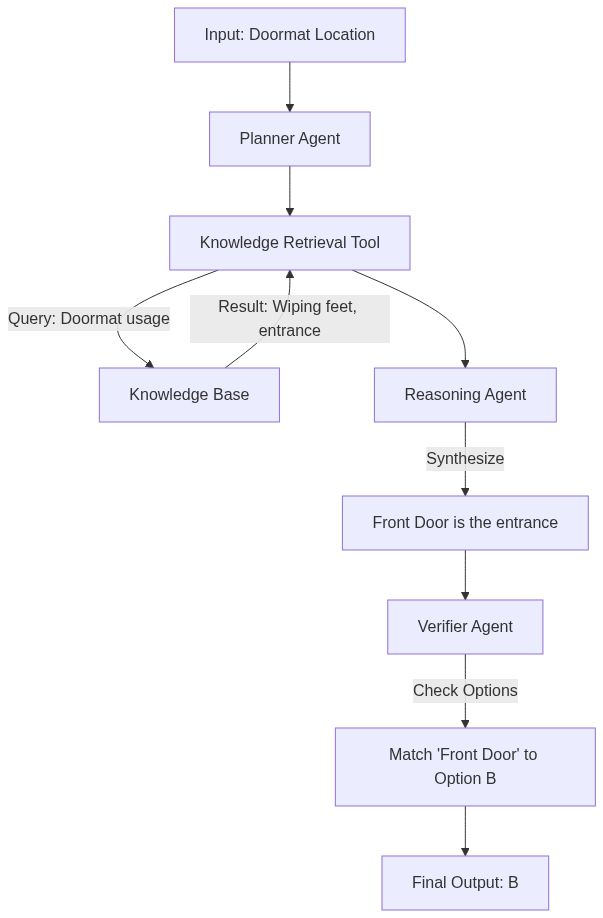 Input: Doormat Location
Planner Agent
Knowledge Retrieval Tool
Query: Doormat usage
Result: Wiping feet,
entrance
Knowledge Base
Reasoning Agent
Synthesize
Front Door is the entrance
Verifier Agent
Check Options
Match 'Front Door' to
Option B
Final Output: B